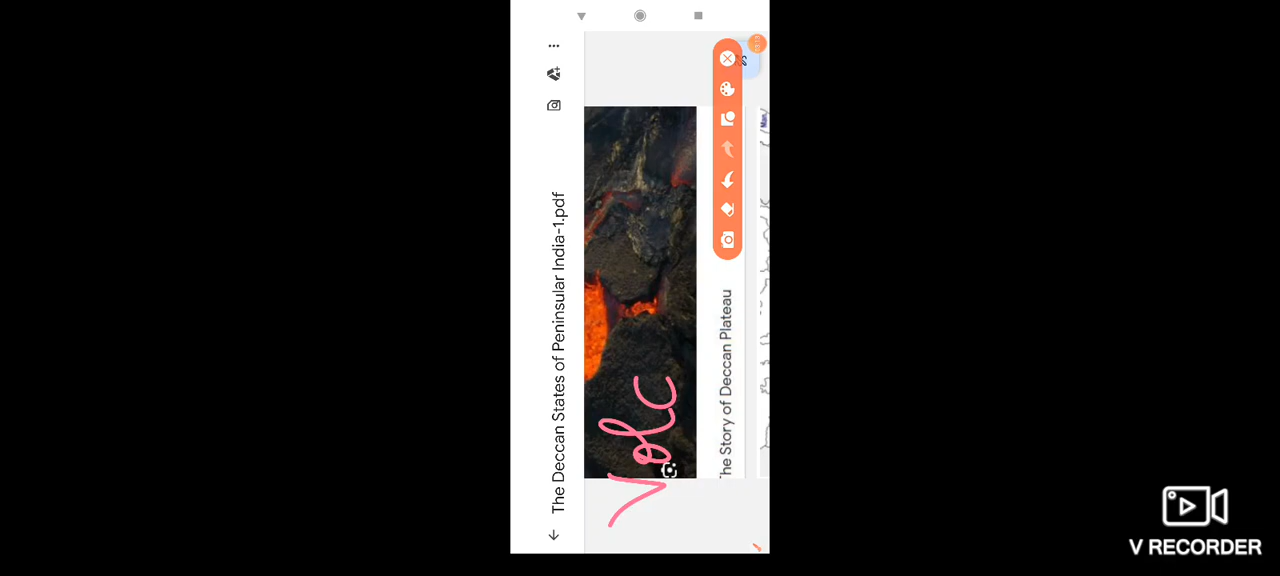 The Deccan States of Peninsular India-1.pdf
Volc
The Story of Deccan Plateau
V RECORDER